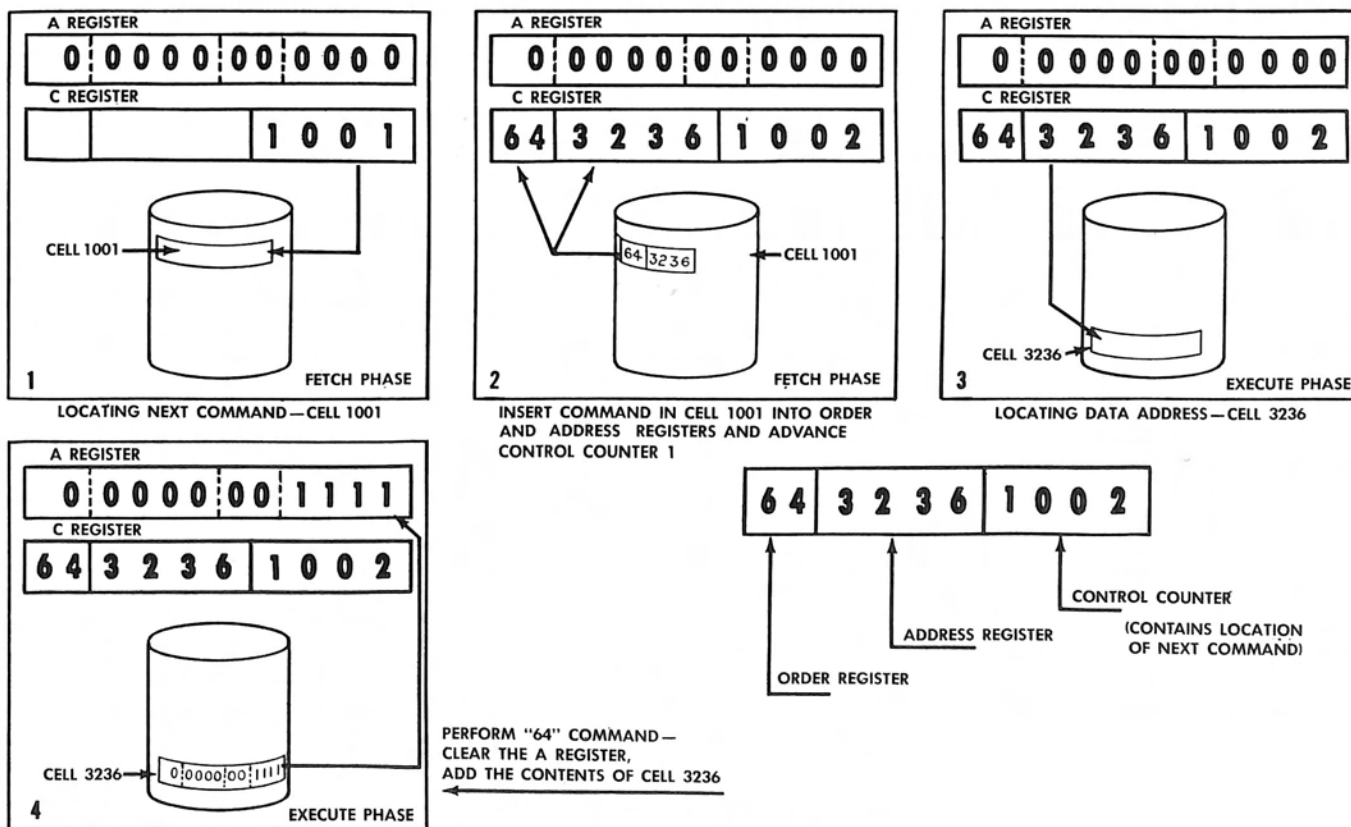 A REGISTER
0 0000 00 0000
C REGISTER
1001
CELL 1001
1
FETCH PHASE
LOCATING NEXT COMMAND—CELL 1001
A REGISTER
0 0000 00 0000
C REGISTER
64 3236 1002
64 3236
CELL 1001
2
FETCH PHASE
INSERT COMMAND IN CELL 1001 INTO ORDER
AND ADDRESS REGISTERS AND ADVANCE
CONTROL COUNTER 1
A REGISTER
0 0000 00 0000
C REGISTER
64 3236 1002
CELL 3236
3
EXECUTE PHASE
LOCATING DATA ADDRESS—CELL 3236
A REGISTER
0 0000 00 1111
C REGISTER
64 3236 1002
CELL 3236
0 0000 00 1111
4
EXECUTE PHASE
64 3236 1002
CONTROL COUNTER
(CONTAINS LOCATION
OF NEXT COMMAND)
ADDRESS REGISTER
ORDER REGISTER
PERFORM "64" COMMAND—
CLEAR THE A REGISTER,
ADD THE CONTENTS OF CELL 3236